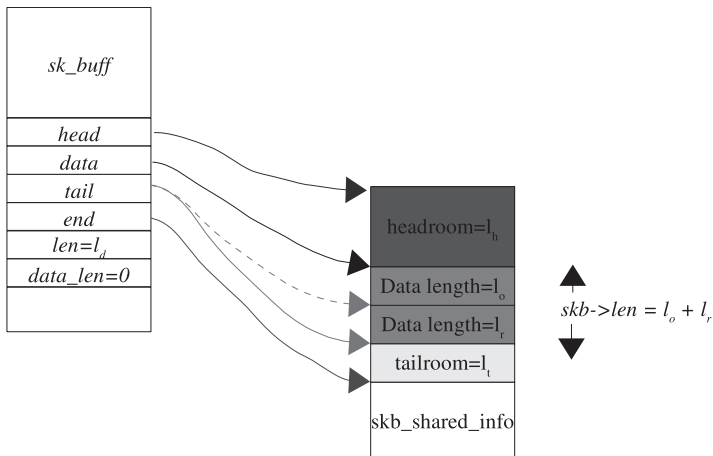 sk_buff
head
data
tail
end
len=l_d
data_len=0
headroom=l_h
Data length=l_o
Data length=l_r
tailroom=l_t
skb_shared_info
skb->len = l_o + l_r